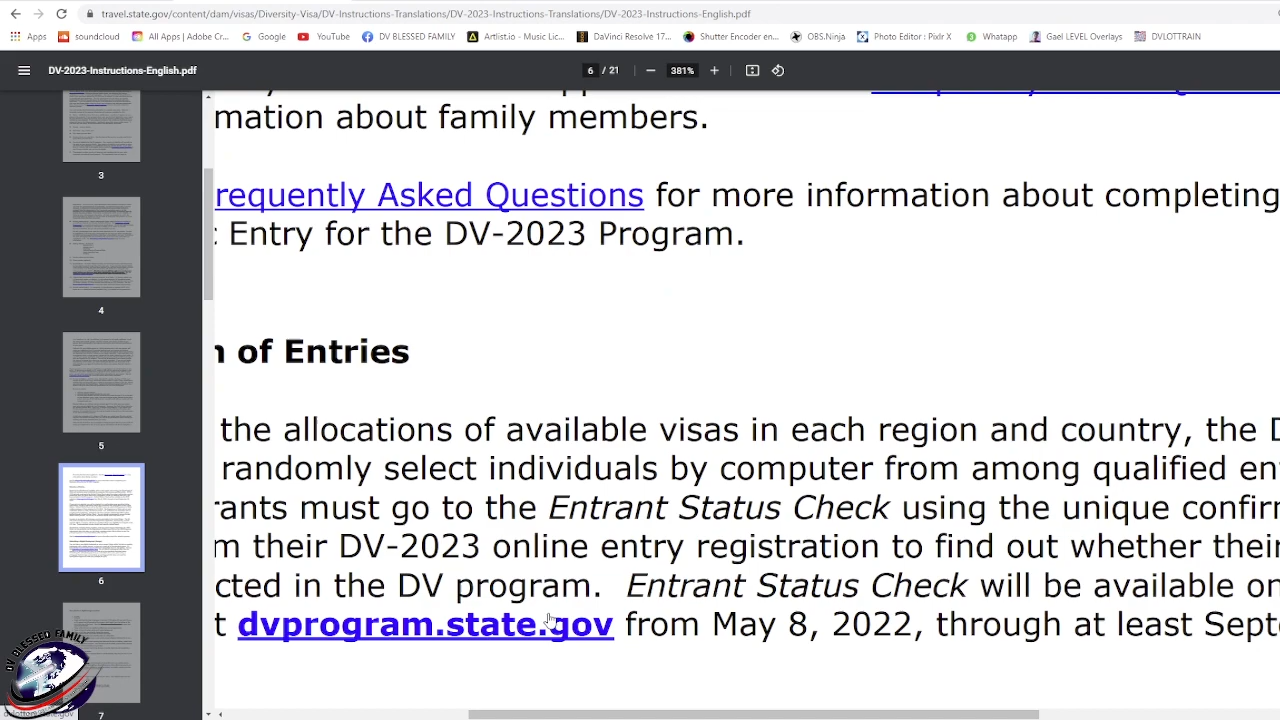 travel.state.gov/content/dam/visas/Diversity-Visa/DV-Instructions-Translations/DV-2023-Instructions-Translations/DV-2023-Instructions-English.pdf
Apps soundcloud All Apps | Adobe Cr... Google YouTube DV BLESSED FAMILY Artlist.io - Music Lic... DaVinci Resolve 17... Shutter Encoder-en... OBS.Ninja Photo Editor : Pixlr X Whatapp Gael LEVEL Overlays DVLOTTRAIN
DV-2023-Instructions-English.pdf 6 / 21 381%
mation about family members.
requently Asked Questions for more information about completing
Entry for the DV-2023 Program.
n of Entries
the allocations of available visas in each region and country, the D
randomly select individuals by computer from among qualified en
rants must go to the Entrant Status Check using the unique confirm
m their DV-2023 online entry registration to find out whether their
cted in the DV program. Entrant Status Check will be available on
t dvprogram.state.gov from May 8, 2022, through at least Sept
3
4
5
6
7
DV BLESSED FAMILY